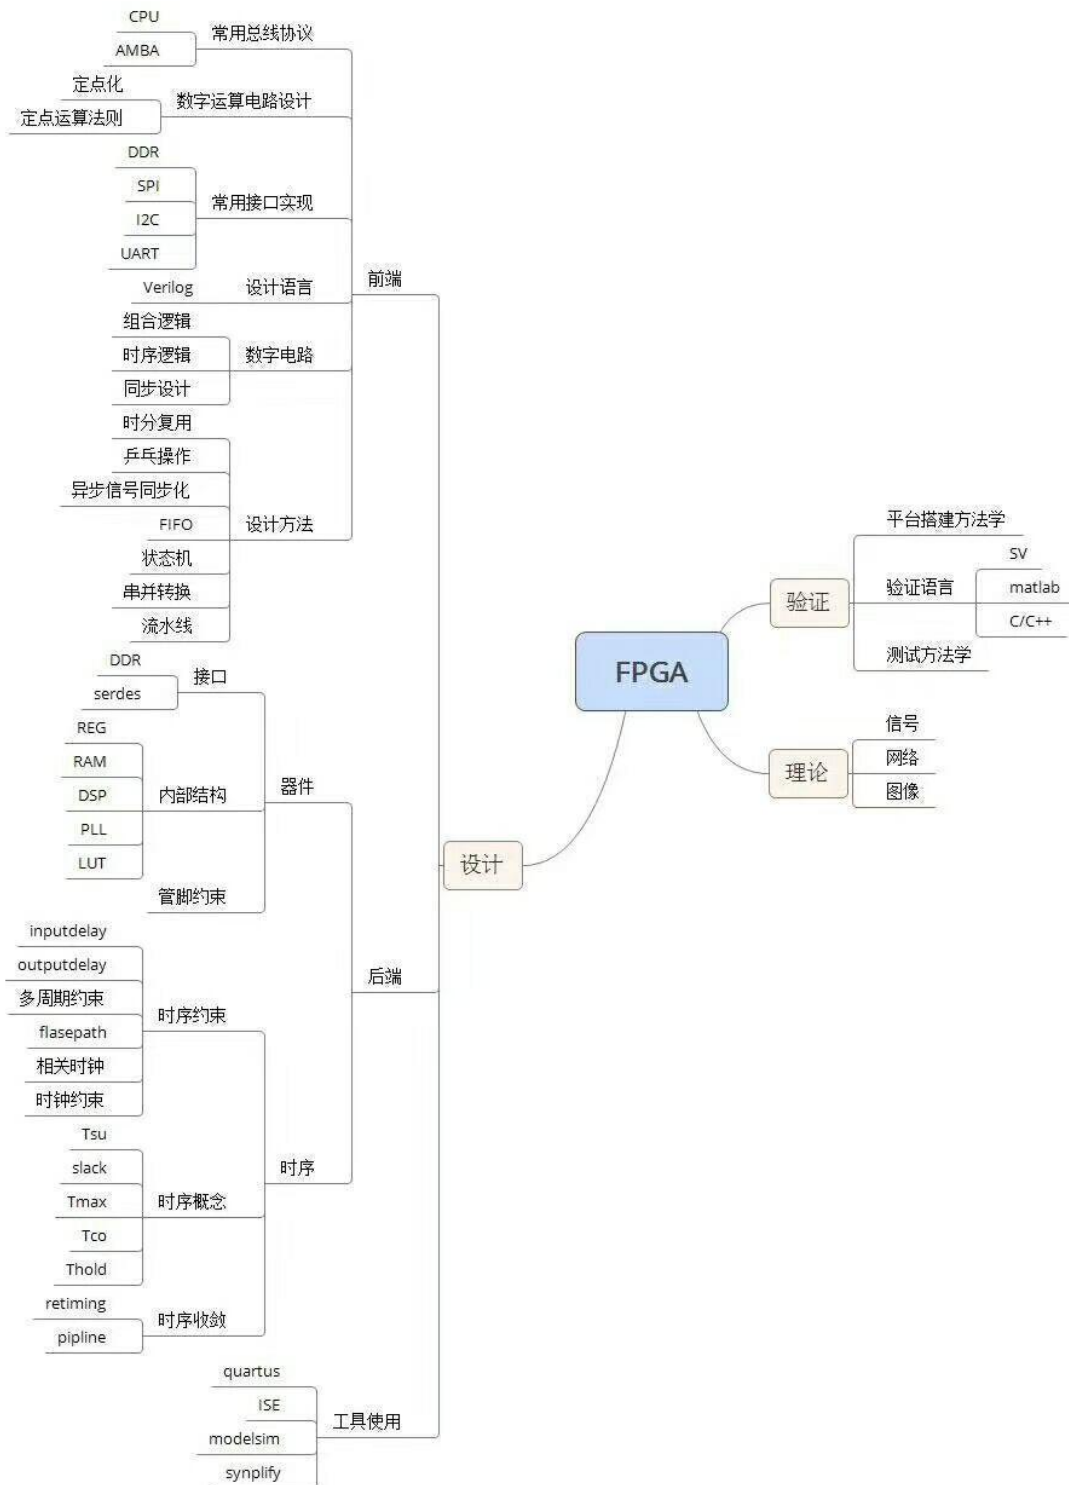 CPU
AMBA
常用总线协议
定点化
定点运算法则
数字运算电路设计
DDR
SPI
I2C
UART
常用接口实现
Verilog
设计语言
组合逻辑
时序逻辑
同步设计
数字电路
时分复用
乒乓操作
异步信号同步化
FIFO
状态机
串并转换
流水线
设计方法
前端
DDR
serdes
接口
REG
RAM
DSP
PLL
LUT
内部结构
管脚约束
器件
inputdelay
outputdelay
多周期约束
flasepath
相关时钟
时钟约束
时序约束
Tsu
slack
Tmax
Tco
Thold
时序概念
retiming
pipline
时序收敛
时序
后端
quartus
ISE
modelsim
synplify
工具使用
设计
FPGA
验证
平台搭建方法学
验证语言
SV
matlab
C/C++
测试方法学
理论
信号
网络
图像